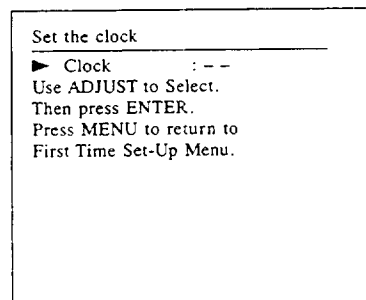 Set the clock
► Clock : – –
Use ADJUST to Select.
Then press ENTER.
Press MENU to return to
First Time Set-Up Menu.